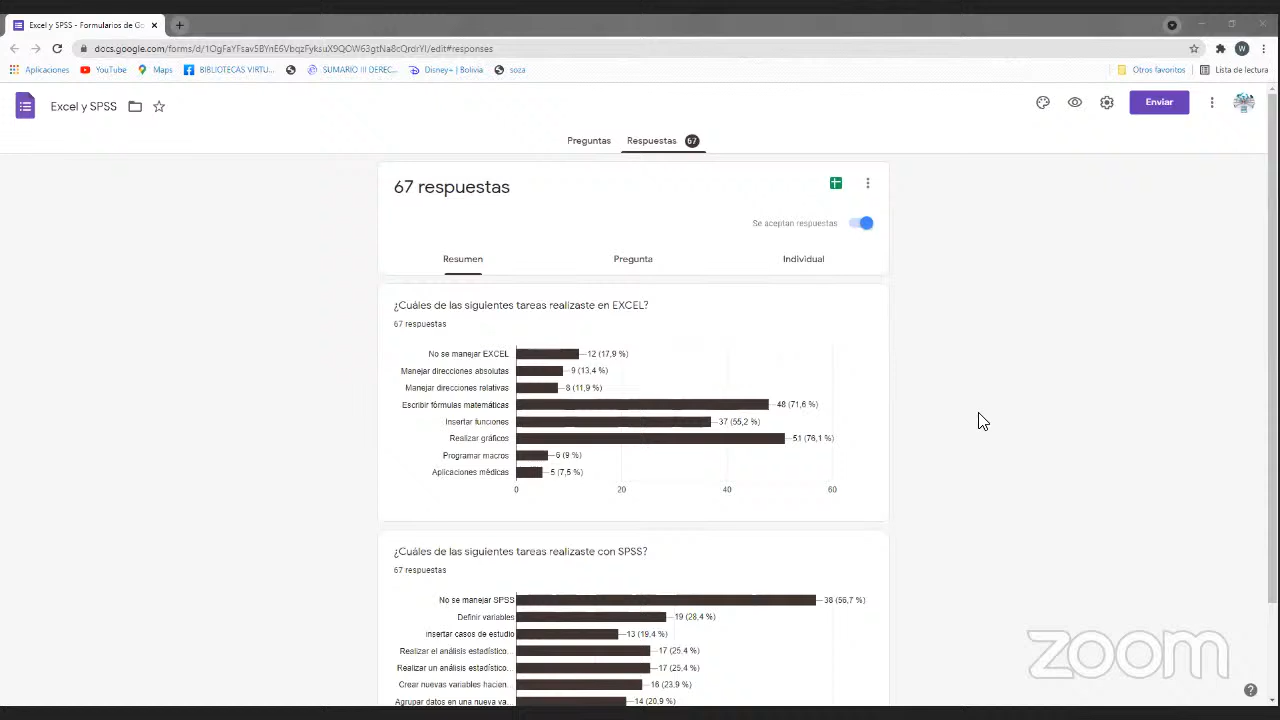 Excel y SPSS - Formularios de Go
docs.google.com/forms/d/1OgFaYFsav5BYnE6VbqzFyksuX9QOW63gtNa8cQrdrYI/edit#responses
Aplicaciones YouTube Maps BIBLIOTECAS VIRTU... SUMARIO III DEREC... Disney+ | Bolivia soza Otros favoritos Lista de lectura
Excel y SPSS
Enviar
Preguntas Respuestas 67
67 respuestas
Se aceptan respuestas
Resumen Pregunta Individual
¿Cuáles de las siguientes tareas realizaste en EXCEL?
67 respuestas
No se manejar EXCEL 12 (17,9 %)
Manejar direcciones absolutas 9 (13,4 %)
Manejar direcciones relativas 8 (11,9 %)
Escribir fórmulas matemáticas 48 (71,6 %)
Insertar funciones 37 (55,2 %)
Realizar gráficos 51 (76,1 %)
Programar macros 6 (9 %)
Aplicaciones médicas 5 (7,5 %)
0 20 40 60
¿Cuáles de las siguientes tareas realizaste con SPSS?
67 respuestas
No se manejar SPSS 38 (56,7 %)
Definir variables 19 (28,4 %)
Insertar casos de estudio 13 (19,4 %)
Realizar el análisis estadístico... 17 (25,4 %)
Realizar un análisis estadístic... 17 (25,4 %)
Crear nuevas variables hacien... 16 (23,9 %)
Agrupar datos en una nueva va... 14 (20,9 %)
zoom
W